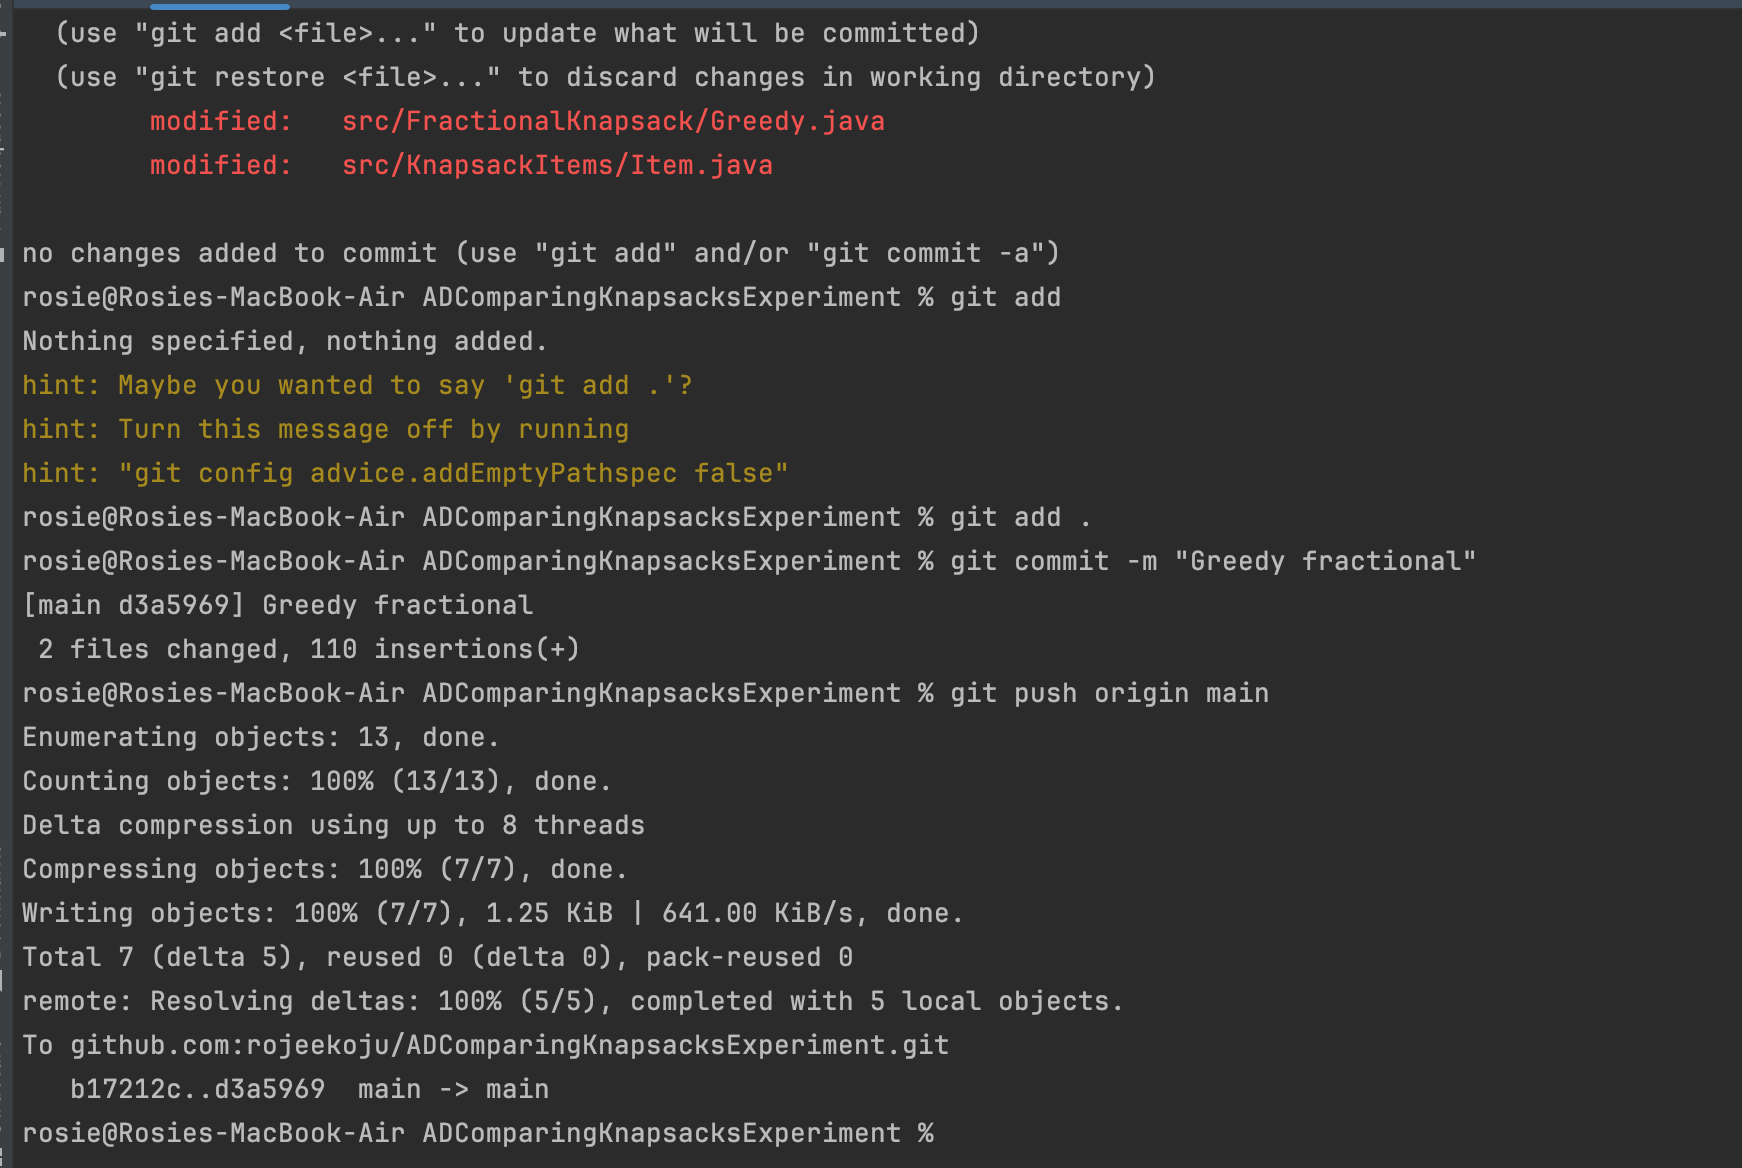 (use "git add <file>..." to update what will be committed)
(use "git restore <file>..." to discard changes in working directory)
modified:   src/FractionalKnapsack/Greedy.java
modified:   src/KnapsackItems/Item.java
no changes added to commit (use "git add" and/or "git commit -a")
rosie@Rosies-MacBook-Air ADComparingKnapsacksExperiment % git add
Nothing specified, nothing added.
hint: Maybe you wanted to say 'git add .'?
hint: Turn this message off by running
hint: "git config advice.addEmptyPathspec false"
rosie@Rosies-MacBook-Air ADComparingKnapsacksExperiment % git add .
rosie@Rosies-MacBook-Air ADComparingKnapsacksExperiment % git commit -m "Greedy fractional"
[main d3a5969] Greedy fractional
2 files changed, 110 insertions(+)
rosie@Rosies-MacBook-Air ADComparingKnapsacksExperiment % git push origin main
Enumerating objects: 13, done.
Counting objects: 100% (13/13), done.
Delta compression using up to 8 threads
Compressing objects: 100% (7/7), done.
Writing objects: 100% (7/7), 1.25 KiB | 641.00 KiB/s, done.
Total 7 (delta 5), reused 0 (delta 0), pack-reused 0
remote: Resolving deltas: 100% (5/5), completed with 5 local objects.
To github.com:rojeekoju/ADComparingKnapsacksExperiment.git
b17212c..d3a5969  main -> main
rosie@Rosies-MacBook-Air ADComparingKnapsacksExperiment %